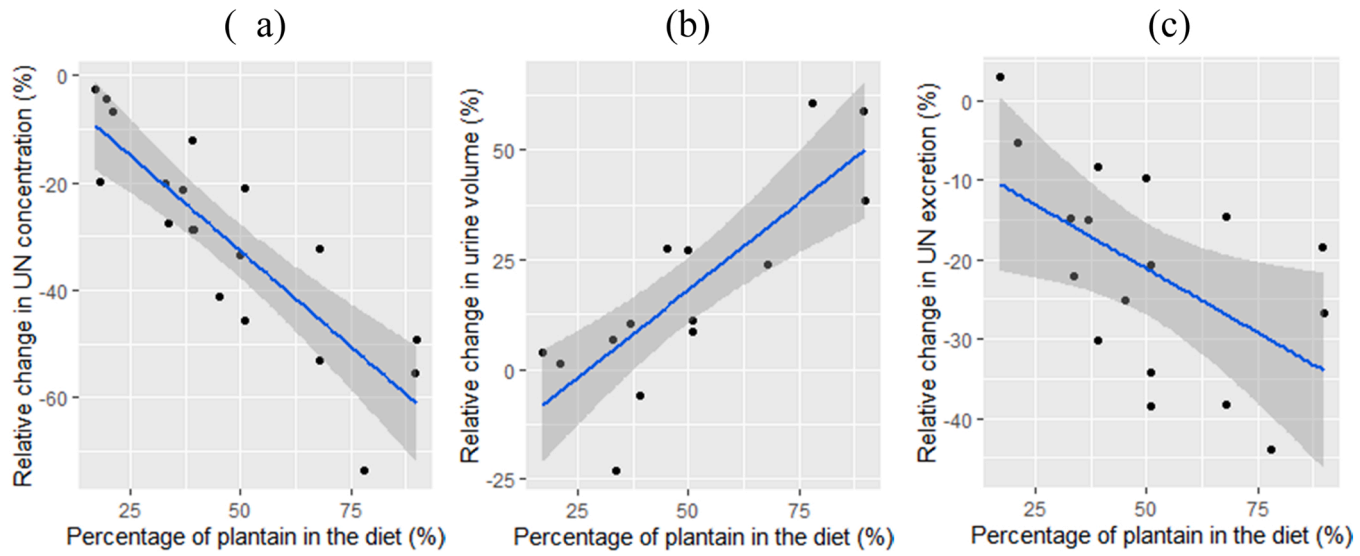 ( a)
(b)
(c)
Relative change in UN concentration (%)
0
-20
-40
-60
25
50
75
Percentage of plantain in the diet (%)
Relative change in urine volume (%)
50
25
0
-25
25
50
75
Percentage of plantain in the diet (%)
Relative change in UN excretion (%)
0
-10
-20
-30
-40
25
50
75
Percentage of plantain in the diet (%)